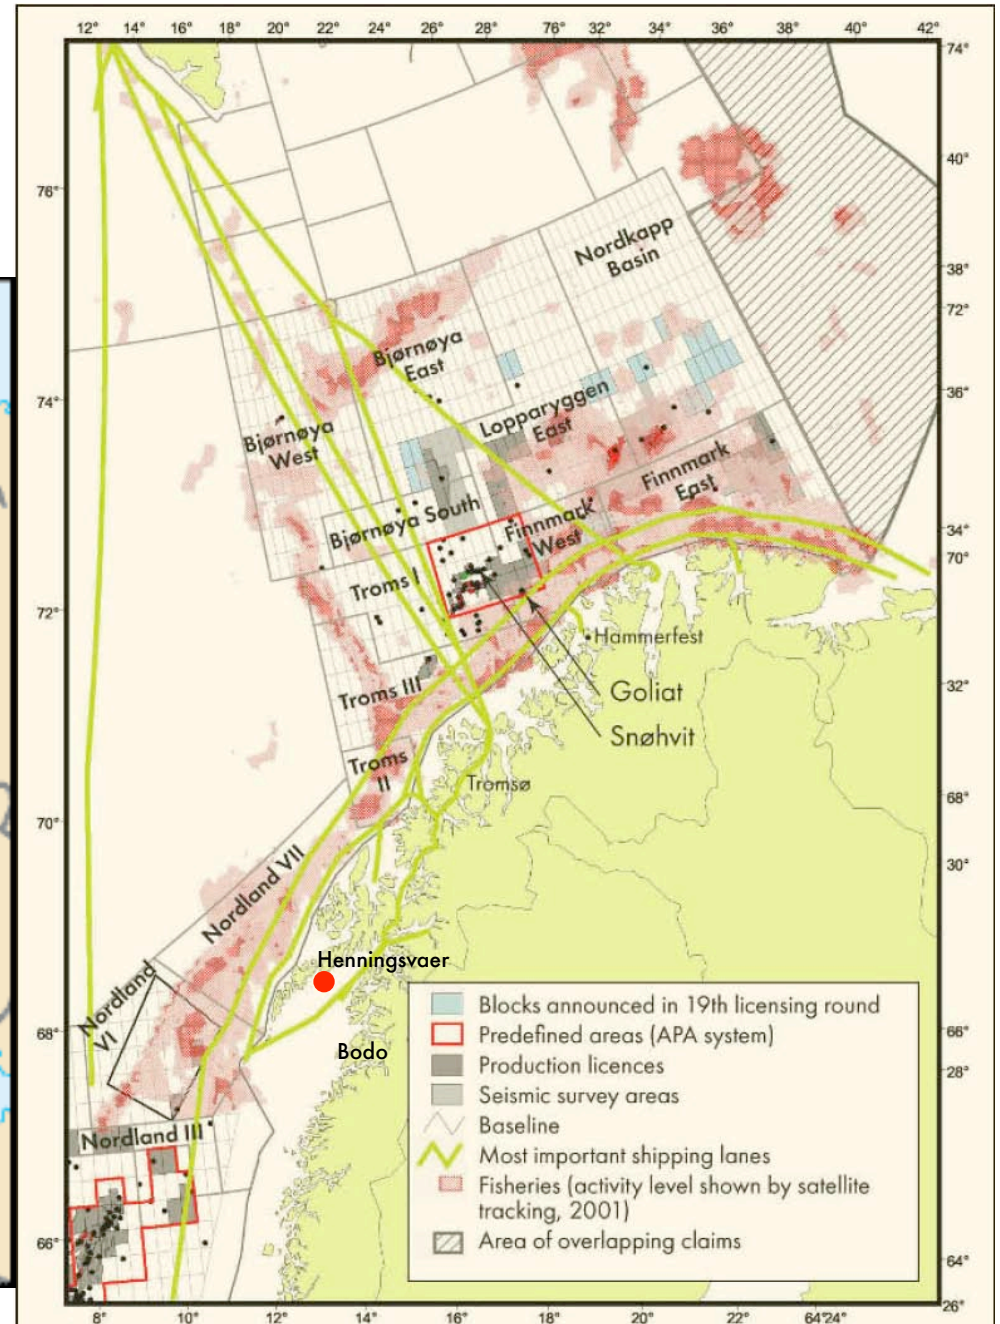 12° 14° 16° 18° 20° 22° 24° 26° 28° 76° 32° 34° 36° 38° 40° 42°
74°
40°
76°
Nordkapp
Basin
38°
72°
Bjørnøya
East
36°
74°
Lopparyggen
East
Bjørnøya
West
Finnmark
East
Bjørnøya South
Finnmark
West
34°
70°
Troms I
72°
Hammerfest
Troms III
32°
Goliat
Snøhvit
Troms
II
Tromsø
68°
70°
30°
Nordland VII
Henningsvaer
Nordland
VI
68°
66°
Bodo
28°
Nordland III
66°
64°
26°
8° 10° 12° 14° 16° 18° 20° 22° 64°24°
Blocks announced in 19th licensing round
Predefined areas (APA system)
Production licences
Seismic survey areas
Baseline
Most important shipping lanes
Fisheries (activity level shown by satellite
tracking, 2001)
Area of overlapping claims